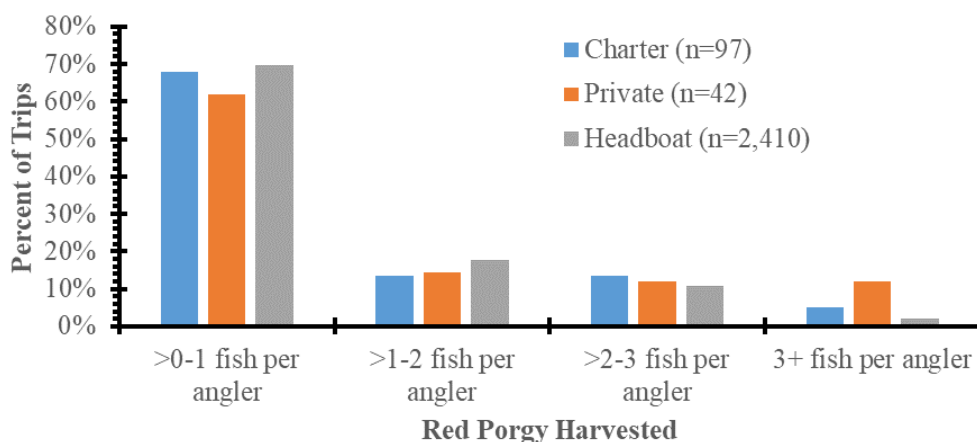 80%
70%
60%
50%
40%
30%
20%
10%
0%
Percent of Trips
Charter (n=97)
Private (n=42)
Headboat (n=2,410)
>0-1 fish per
angler
>1-2 fish per
angler
>2-3 fish per
angler
3+ fish per angler
Red Porgy Harvested